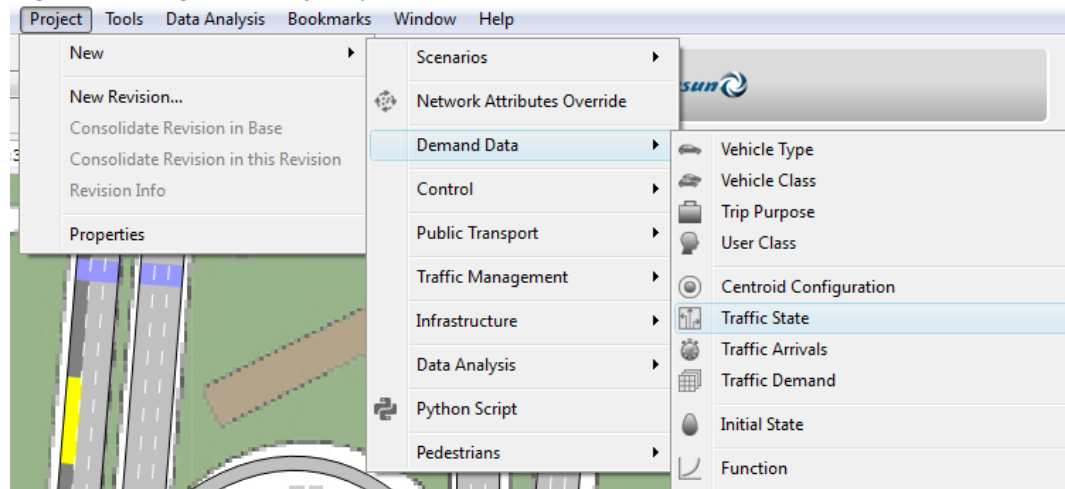 Project Tools Data Analysis Bookmarks Window Help
New
New Revision...
Consolidate Revision in Base
Consolidate Revision in this Revision
Revision Info
Properties
Scenarios
Network Attributes Override
Demand Data
Control
Public Transport
Traffic Management
Infrastructure
Data Analysis
Python Script
Pedestrians
sun
Vehicle Type
Vehicle Class
Trip Purpose
User Class
Centroid Configuration
Traffic State
Traffic Arrivals
Traffic Demand
Initial State
Function